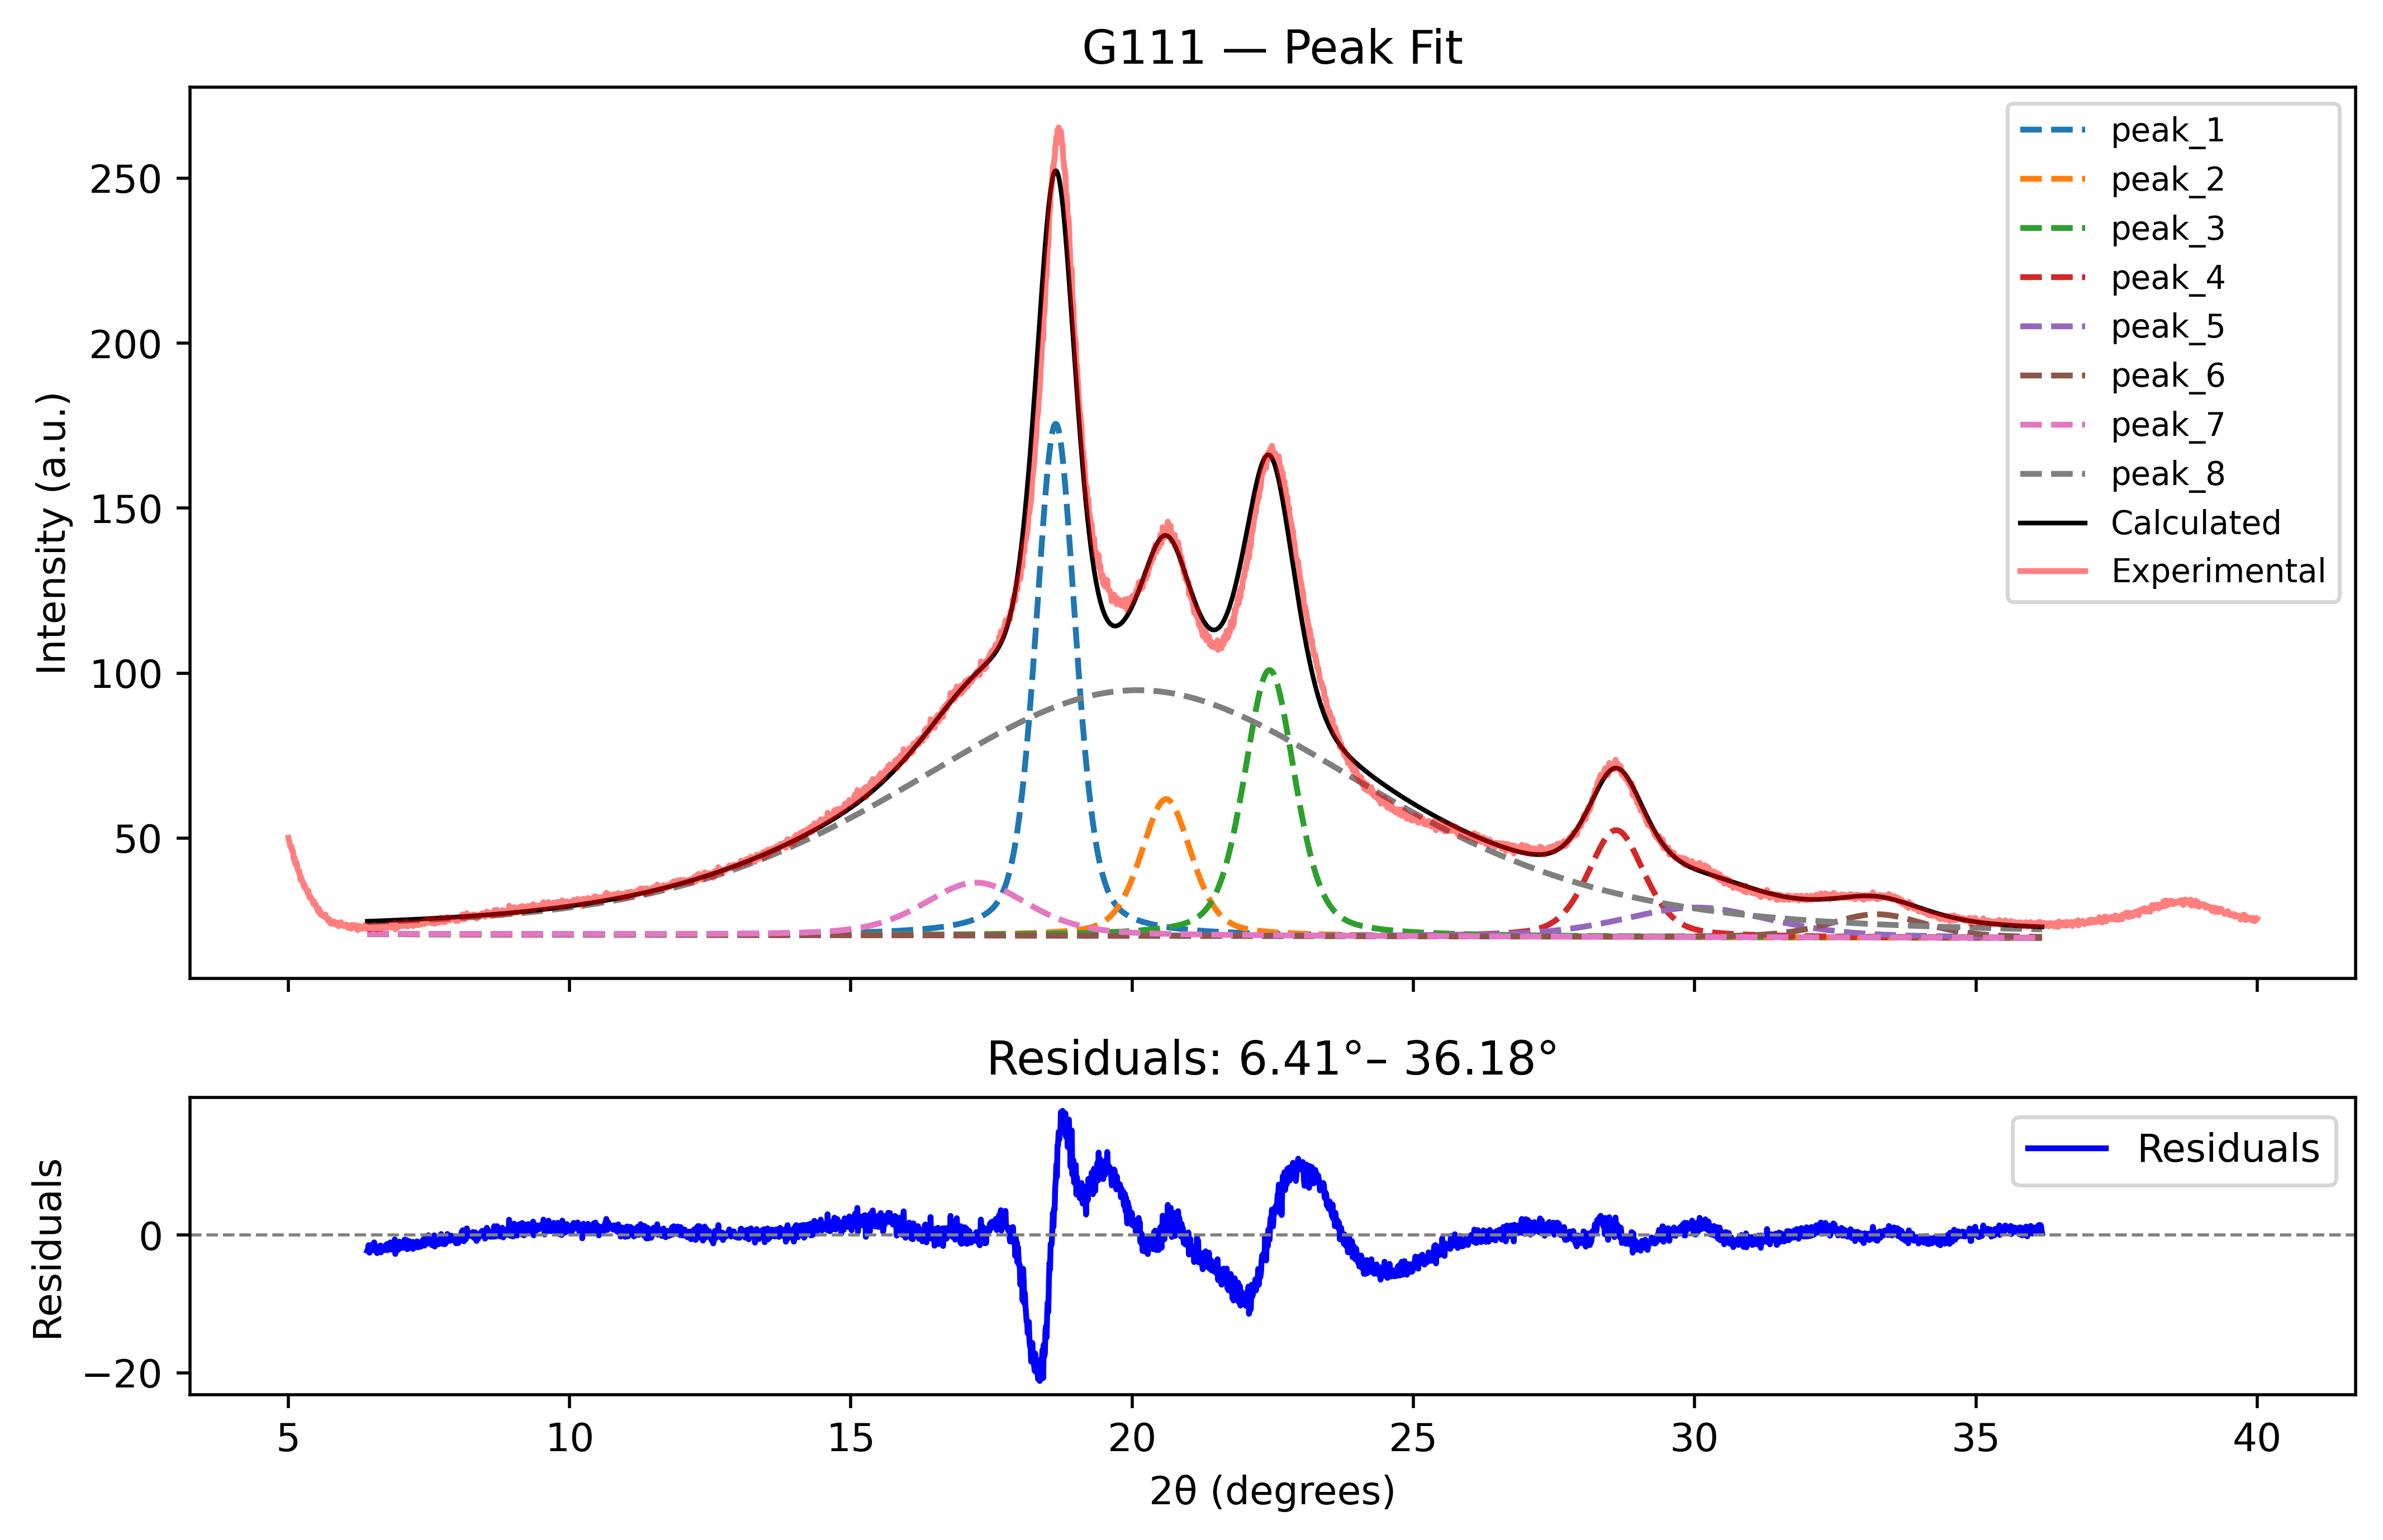 G111 — Peak Fit
Intensity (a.u.)
250
200
150
100
50
peak_1
peak_2
peak_3
peak_4
peak_5
peak_6
peak_7
peak_8
Calculated
Experimental
Residuals: 6.41°– 36.18°
Residuals
0
−20
Residuals
5 10 15 20 25 30 35 40
2θ (degrees)